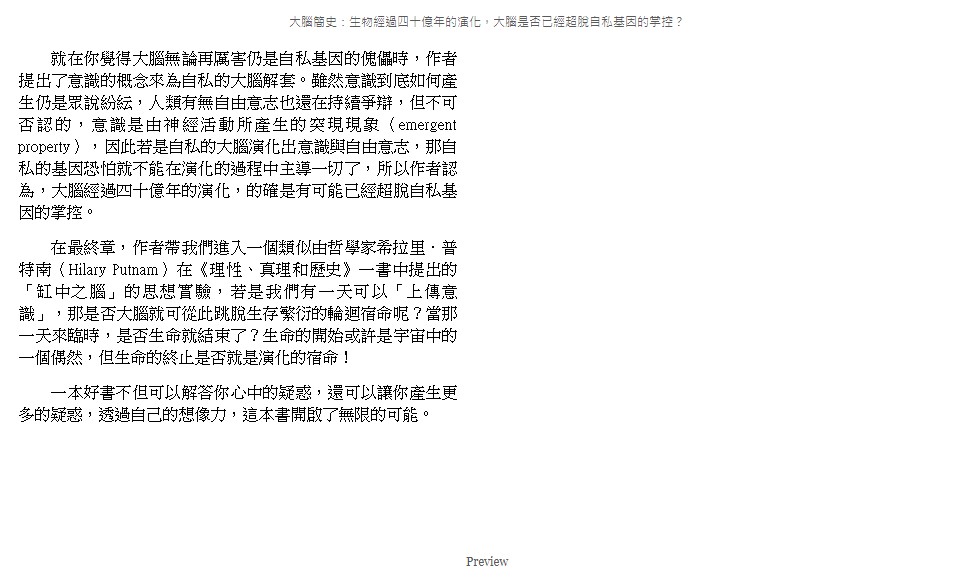 大腦簡史：生物經過四十億年的演化，大腦是否已經超脫自私基因的掌控？
就在你覺得大腦無論再厲害仍是自私基因的傀儡時，作者
提出了意識的概念來為自私的大腦解套。雖然意識到底如何產
生仍是眾說紛紜，人類有無自由意志也還在持續爭辯，但不可
否認的，意識是由神經活動所產生的突現現象（emergent
property），因此若是自私的大腦演化出意識與自由意志，那自
私的基因恐怕就不能在演化的過程中主導一切了，所以作者認
為，大腦經過四十億年的演化，的確是有可能已經超脫自私基
因的掌控。
在最終章，作者帶我們進入一個類似由哲學家希拉里．普
特南（Hilary Putnam）在《理性、真理和歷史》一書中提出的
「缸中之腦」的思想實驗，若是我們有一天可以「上傳意
識」，那是否大腦就可從此跳脫生存繁衍的輪迴宿命呢？當那
一天來臨時，是否生命就結束了？生命的開始或許是宇宙中的
一個偶然，但生命的終止是否就是演化的宿命！
一本好書不但可以解答你心中的疑惑，還可以讓你產生更
多的疑惑，透過自己的想像力，這本書開啟了無限的可能。
Preview